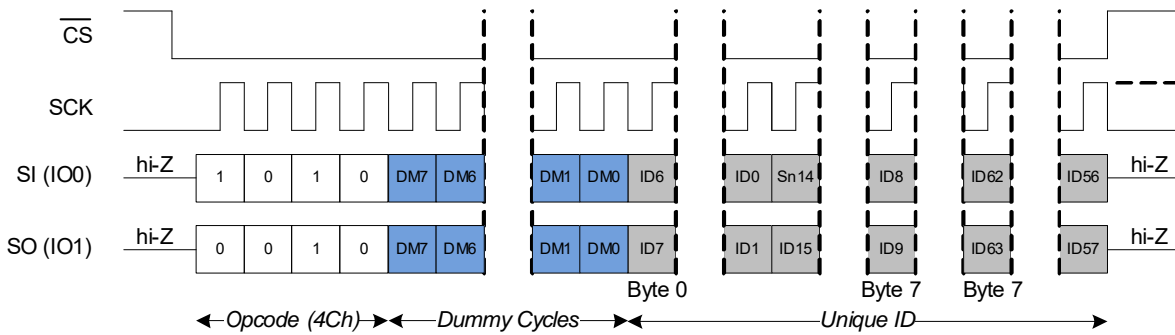 CS
SCK
hi-Z hi-Z
SI (IO0) 1 0 1 0 DM7 DM6 DM1 DM0 ID6 ID0 Sn14 ID8 ID62 ID56
hi-Z hi-Z
SO (IO1) 0 0 1 0 DM7 DM6 DM1 DM0 ID7 ID1 ID15 ID9 ID63 ID57
Byte 0 Byte 7 Byte 7
Opcode (4Ch) Dummy Cycles Unique ID